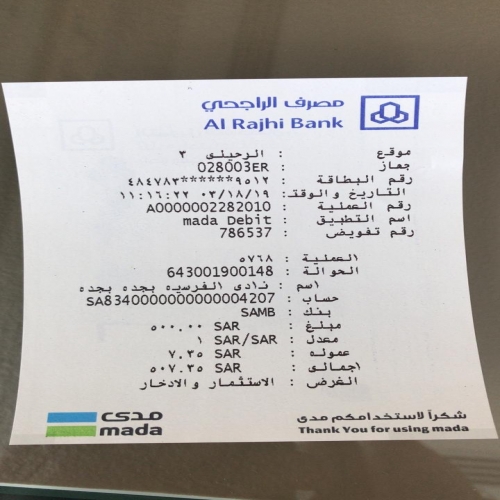 مصرف الراجحي
Al Rajhi Bank
موقع : الرحيلى ٣
جهاز : 028003ER
رقم البطاقة : ٤٨٤٧٨٣******٩٥١٢
التاريخ والوقت : ٠٣/١٨/١٩ ١١:١٦:٢٢
رقم العملية : A0000002282010
اسم التطبيق : mada Debit
رقم تفويض : 786537
العملية : ٥٧٦٨
الحوالة : 643001900148
اسم : نادى الفرسيه بجده بجده
حساب : SA8340000000000004207
بنك : SAMB
مبلغ : ٥٠٠.٠٠ SAR
معدل : ١ SAR/SAR
عموله : ٧.٣٥ SAR
اجمالى : ٥٠٧.٣٥ SAR
الغرض : الاستثمار و الادخار
مدى
mada
شكراً لاستخدامكم مدى
Thank You for using mada